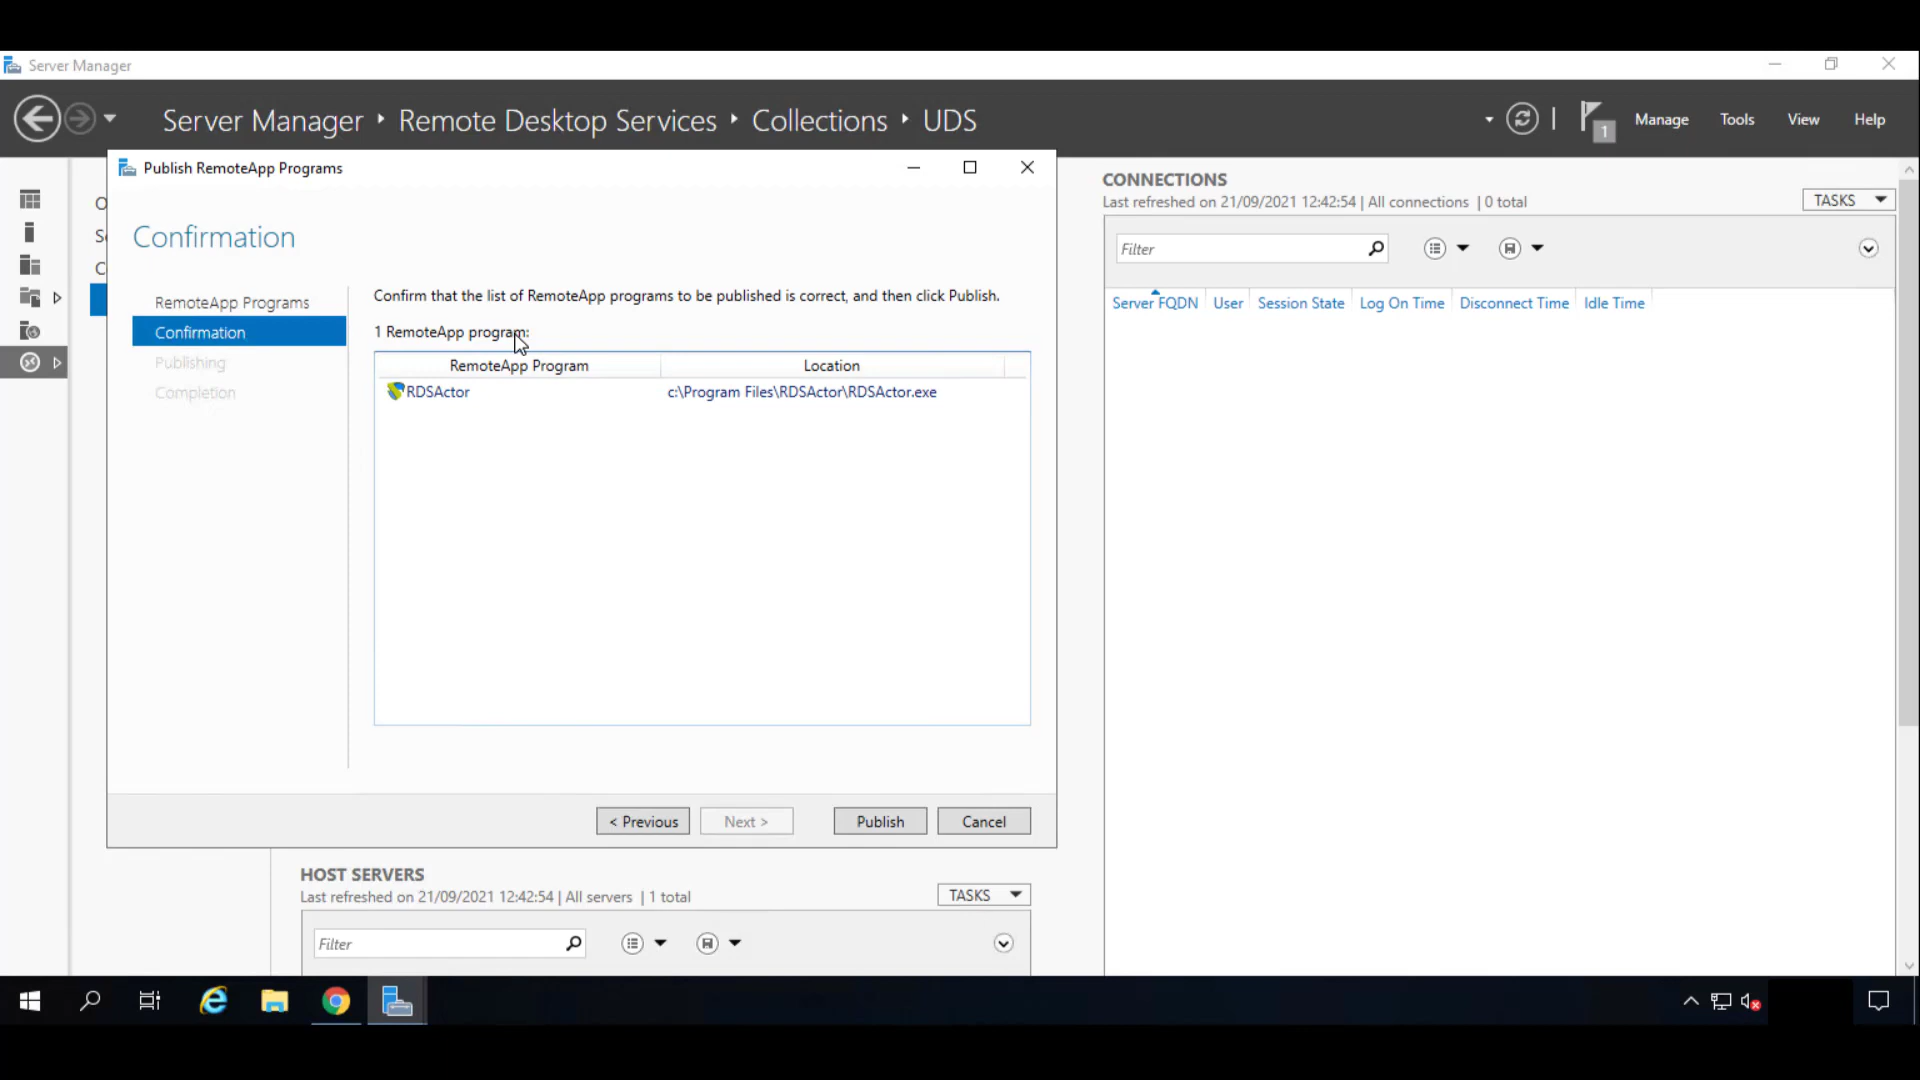 Server Manager
Server Manager ‣ Remote Desktop Services ‣ Collections ‣ UDS
1
Manage
Tools
View
Help
Publish RemoteApp Programs
Confirmation
RemoteApp Programs
Confirmation
Publishing
Completion
Confirm that the list of RemoteApp programs to be published is correct, and then click Publish.
1 RemoteApp program:
RemoteApp Program
Location
RDSActor
c:\Program Files\RDSActor\RDSActor.exe
< Previous
Next >
Publish
Cancel
CONNECTIONS
Last refreshed on 21/09/2021 12:42:54 | All connections | 0 total
TASKS
Filter
Server FQDN
User
Session State
Log On Time
Disconnect Time
Idle Time
HOST SERVERS
Last refreshed on 21/09/2021 12:42:54 | All servers | 1 total
TASKS
Filter